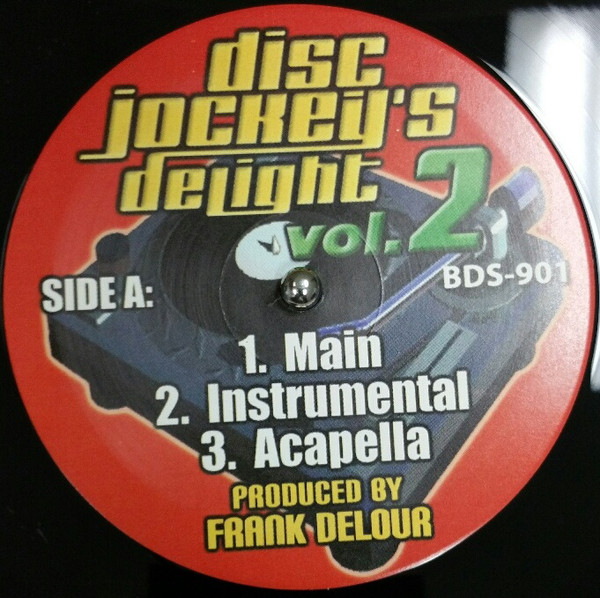 disc
jockey's
delight
vol. 2
BDS-901
SIDE A:
1. Main
2. Instrumental
3. Acapella
PRODUCED BY
FRANK DELOUR